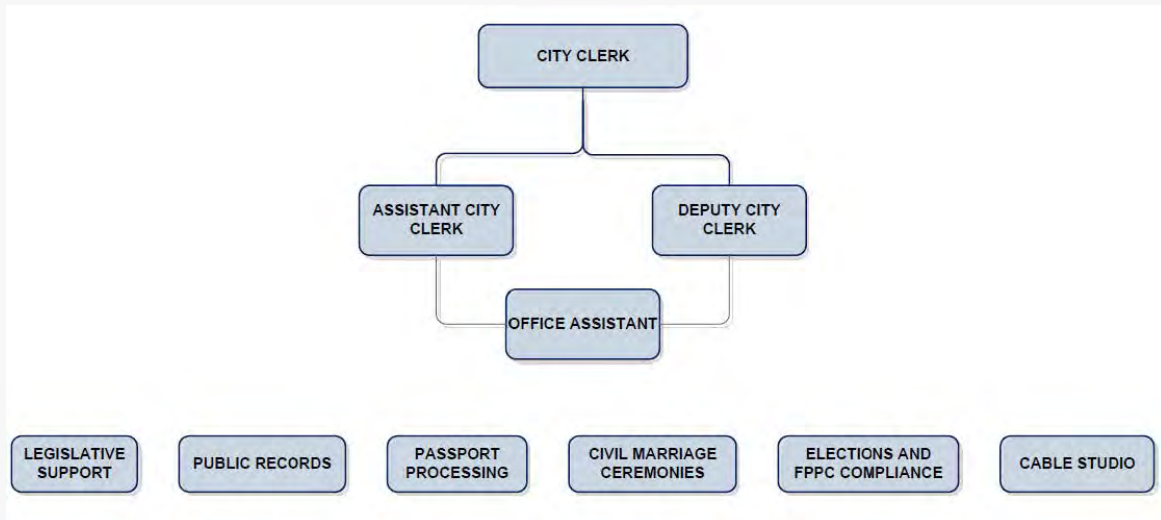 CITY CLERK
ASSISTANT CITY
CLERK
DEPUTY CITY
CLERK
OFFICE ASSISTANT
LEGISLATIVE
SUPPORT
PUBLIC RECORDS
PASSPORT
PROCESSING
CIVIL MARRIAGE
CEREMONIES
ELECTIONS AND
FPPC COMPLIANCE
CABLE STUDIO